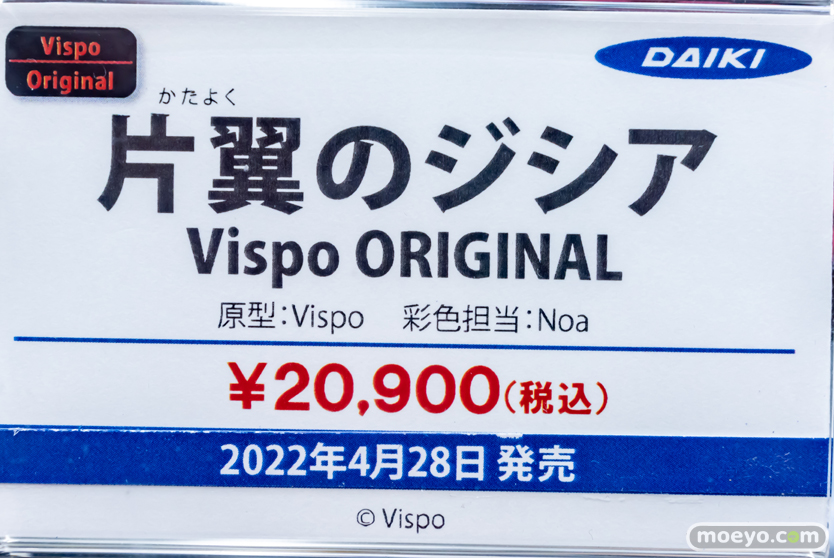 Vispo
Original
DAIKI
かたよく
片翼のジシア
Vispo ORIGINAL
原型：Vispo　彩色担当：Noa
¥20,900(税込)
2022年4月28日 発売
© Vispo
moeyo.com